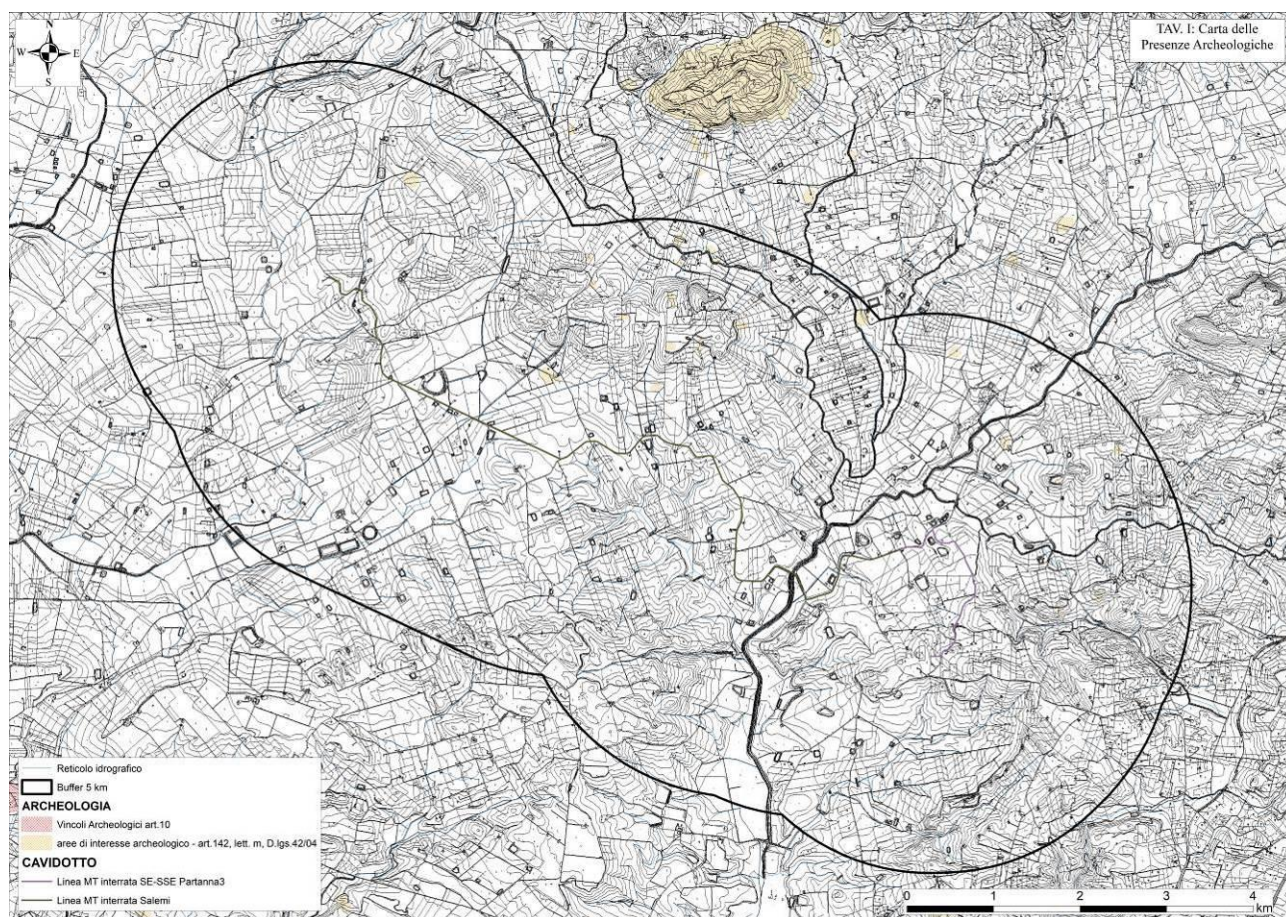 N
W E
S
TAV. I: Carta delle
Presenze Archeologiche
Reticolo idrografico
Buffer 5 km
ARCHEOLOGIA
Vincoli Archeologici art.10
aree di interesse archeologico - art.142, lett. m, D.lgs.42/04
CAVIDOTTO
Linea MT interrata SE-SSE Partanna3
Linea MT interrata Salemi
0 1 2 3 4
km